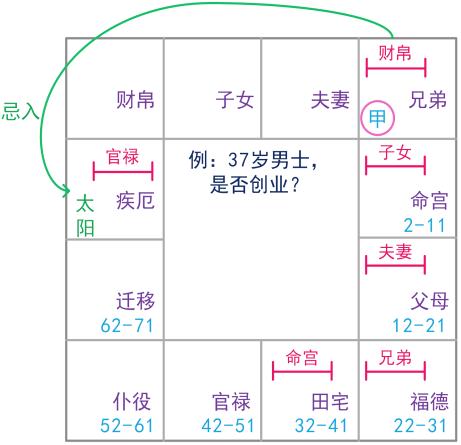 财帛
财帛
子女
夫妻
兄弟
甲
忌入
官禄
太阳
疾厄
例：37岁男士，
是否创业？
子女
命宫
2-11
夫妻
迁移
62-71
父母
12-21
命宫
兄弟
仆役
52-61
官禄
42-51
田宅
32-41
福德
22-31